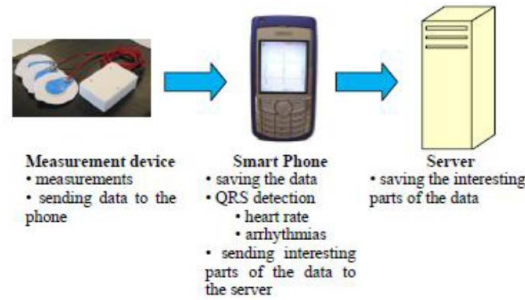 Measurement device
• measurements
• sending data to the
phone
Smart Phone
• saving the data
• QRS detection
• heart rate
• arrhythmias
• sending interesting
parts of the data to
the server
Server
• saving the interesting
parts of the data